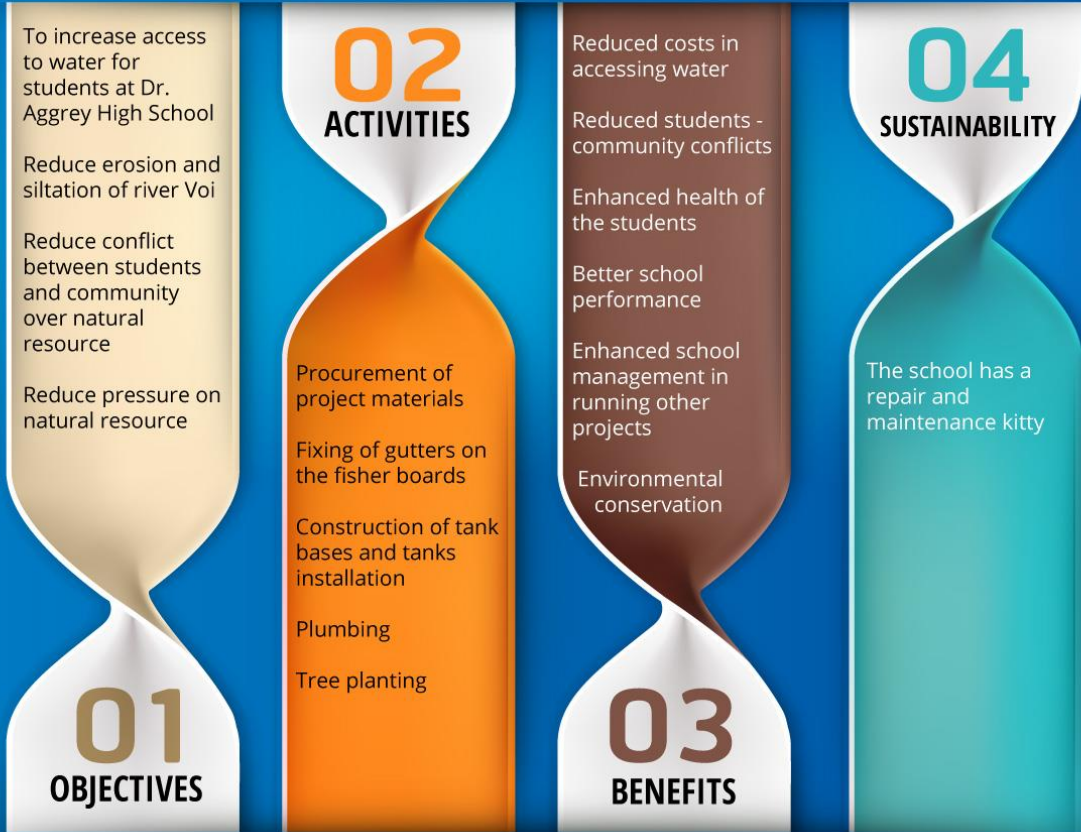 To increase access
to water for
students at Dr.
Aggrey High School
Reduce erosion and
siltation of river Voi
Reduce conflict
between students
and community
over natural
resource
Reduce pressure on
natural resource
01
OBJECTIVES
02
ACTIVITIES
Procurement of
project materials
Fixing of gutters on
the fisher boards
Construction of tank
bases and tanks
installation
Plumbing
Tree planting
Reduced costs in
accessing water
Reduced students -
community conflicts
Enhanced health of
the students
Better school
performance
Enhanced school
management in
running other
projects
Environmental
conservation
03
BENEFITS
04
SUSTAINABILITY
The school has a
repair and
maintenance kitty